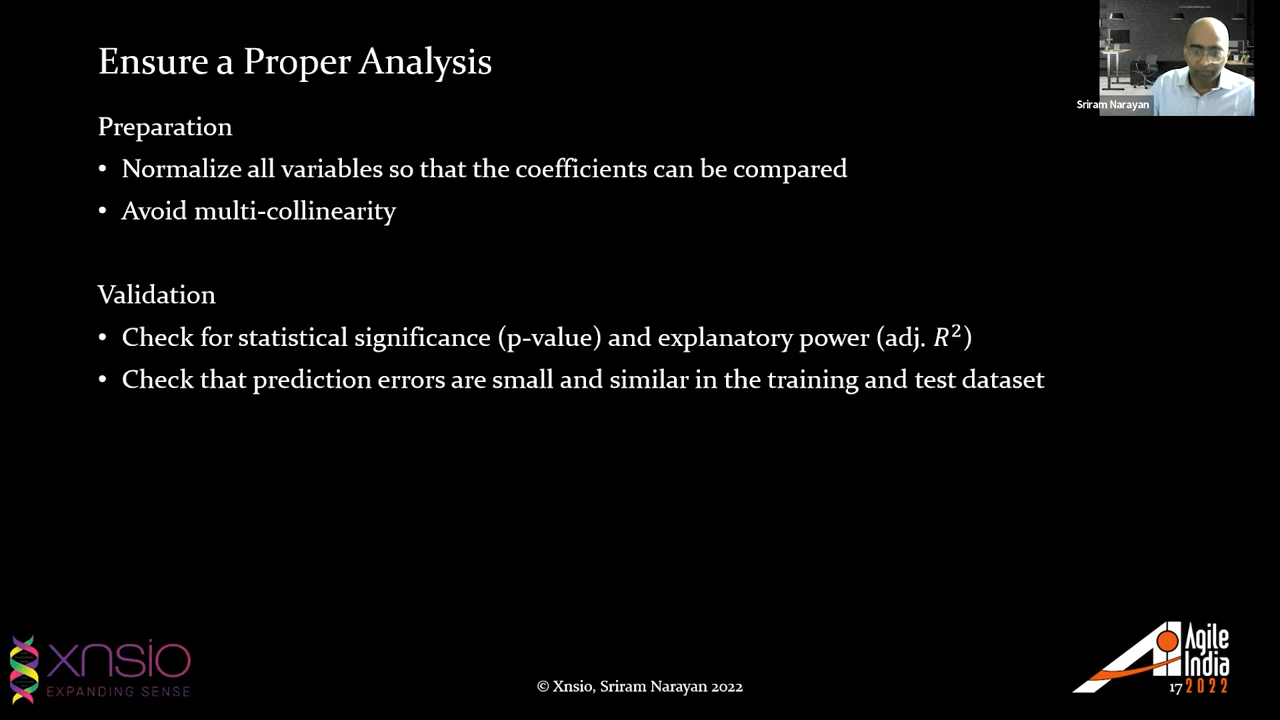 Ensure a Proper Analysis
Sriram Narayan
Preparation
• Normalize all variables so that the coefficients can be compared
• Avoid multi-collinearity
Validation
• Check for statistical significance (p-value) and explanatory power (adj. R²)
• Check that prediction errors are small and similar in the training and test dataset
xnsio
EXPANDING SENSE
© Xnsio, Sriram Narayan 2022
Agile
India
17 2022